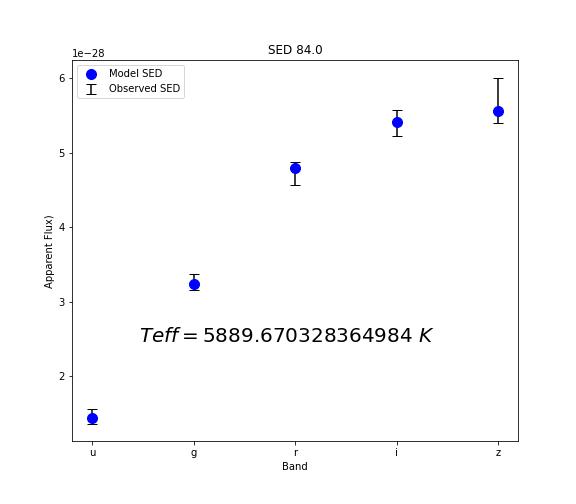 SED 84.0
1e−28
Model SED
Observed SED
6
5
4
3
2
Apparent Flux)
Teff = 5889.670328364984 K
u g r i z
Band